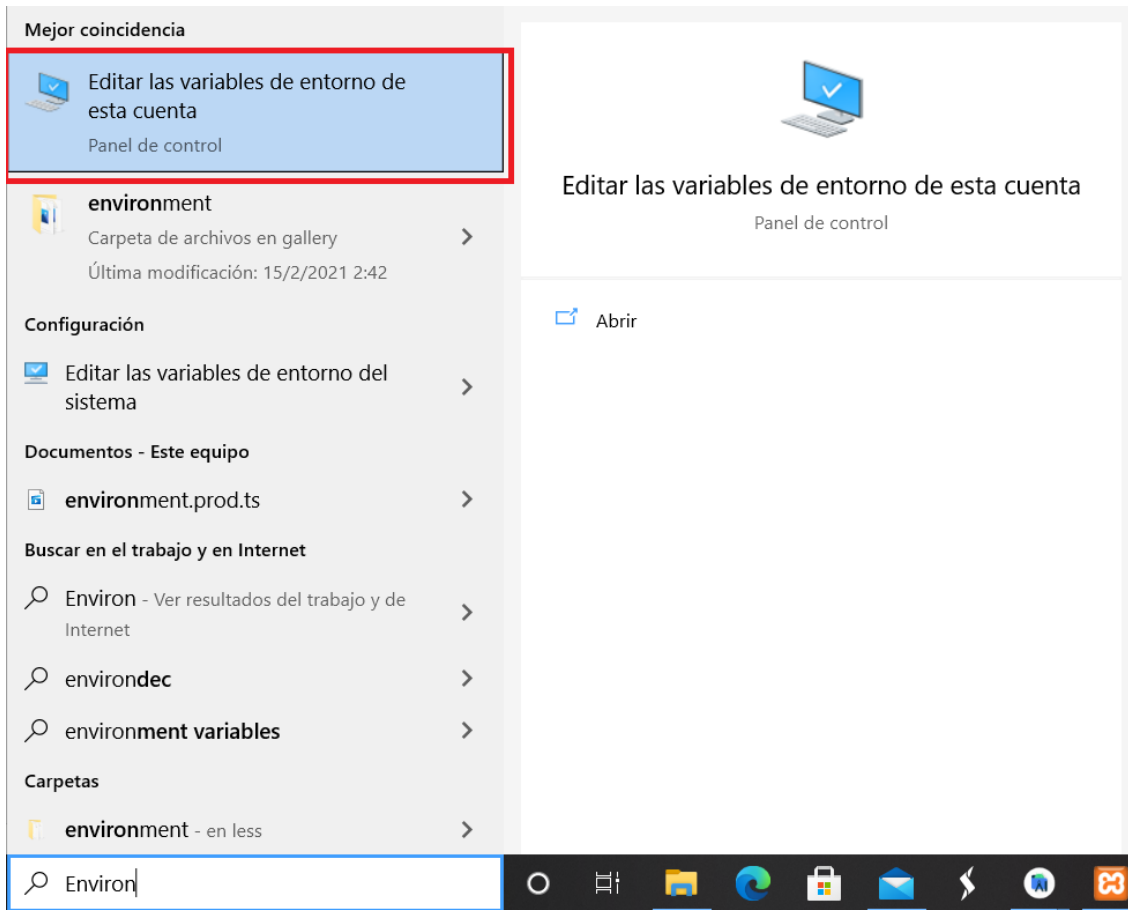 Mejor coincidencia
Editar las variables de entorno de
esta cuenta
Panel de control
environment
Carpeta de archivos en gallery
Última modificación: 15/2/2021 2:42
Configuración
Editar las variables de entorno del
sistema
Documentos - Este equipo
environment.prod.ts
Buscar en el trabajo y en Internet
Environ - Ver resultados del trabajo y de
Internet
environdec
environment variables
Carpetas
environment - en less
Environ
Editar las variables de entorno de esta cuenta
Panel de control
Abrir